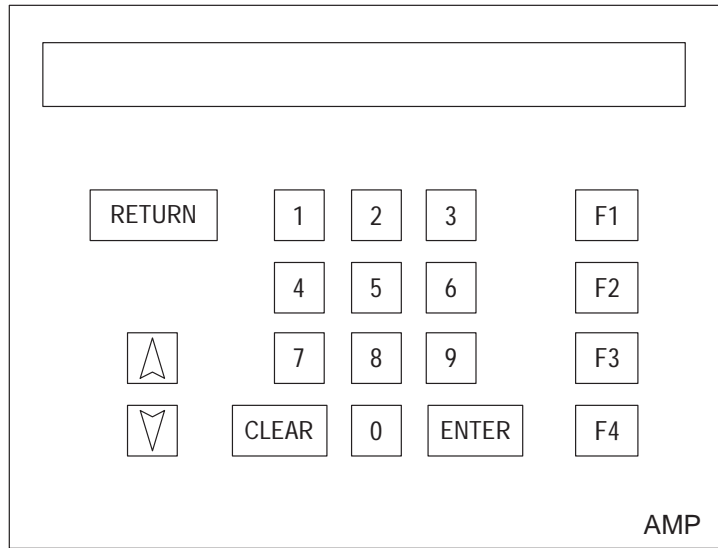 RETURN 1 2 3 F1
4 5 6 F2
7 8 9 F3
CLEAR 0 ENTER F4
AMP